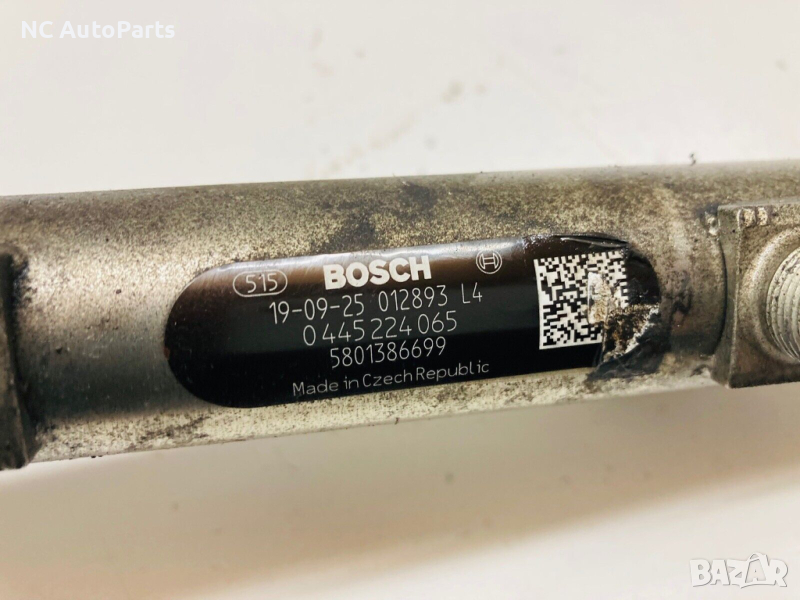 NC AutoParts
515 BOSCH
19-09-25 012893 L4
0 445 224 065
5801386699
Made in Czech Republic
BAZAR